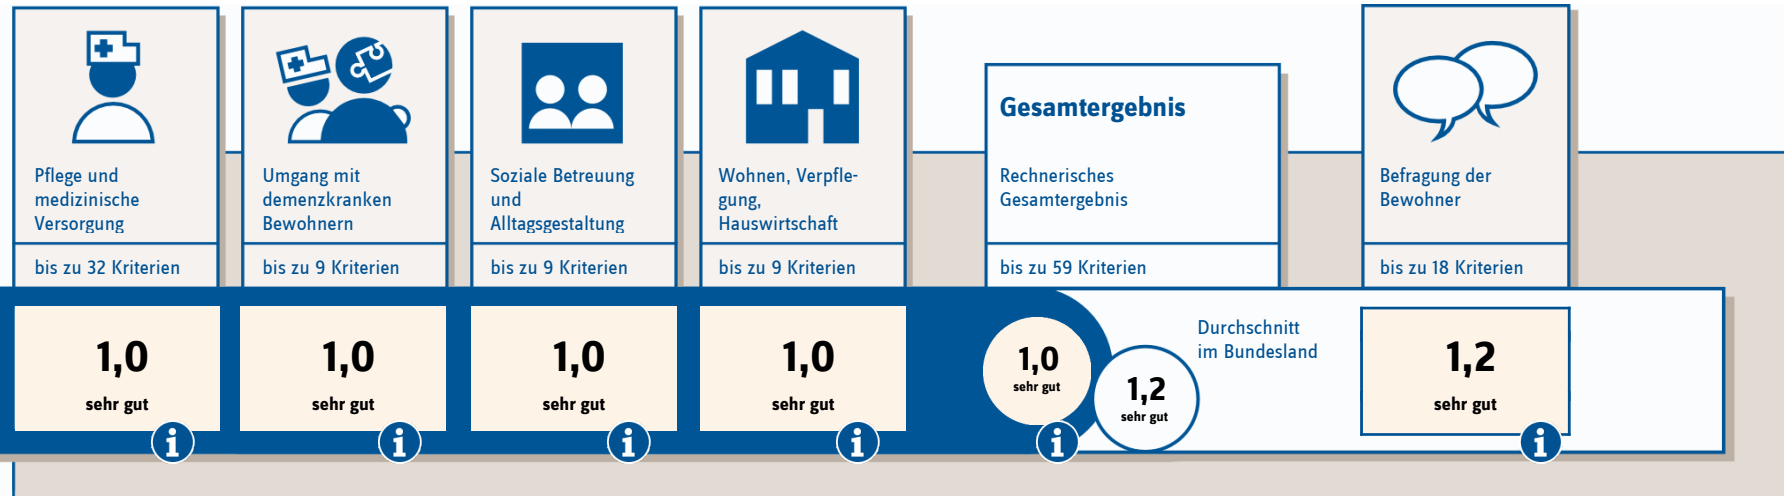 Pflege und
medizinische
Versorgung
bis zu 32 Kriterien
1,0
sehr gut
i
Umgang mit
demenzkranken
Bewohnern
bis zu 9 Kriterien
1,0
sehr gut
i
Soziale Betreuung
und
Alltagsgestaltung
bis zu 9 Kriterien
1,0
sehr gut
i
Wohnen, Verpfle-
gung,
Hauswirtschaft
bis zu 9 Kriterien
1,0
sehr gut
i
Gesamtergebnis
Rechnerisches
Gesamtergebnis
bis zu 59 Kriterien
1,0
sehr gut
i
Durchschnitt
im Bundesland
1,2
sehr gut
Befragung der
Bewohner
bis zu 18 Kriterien
1,2
sehr gut
i